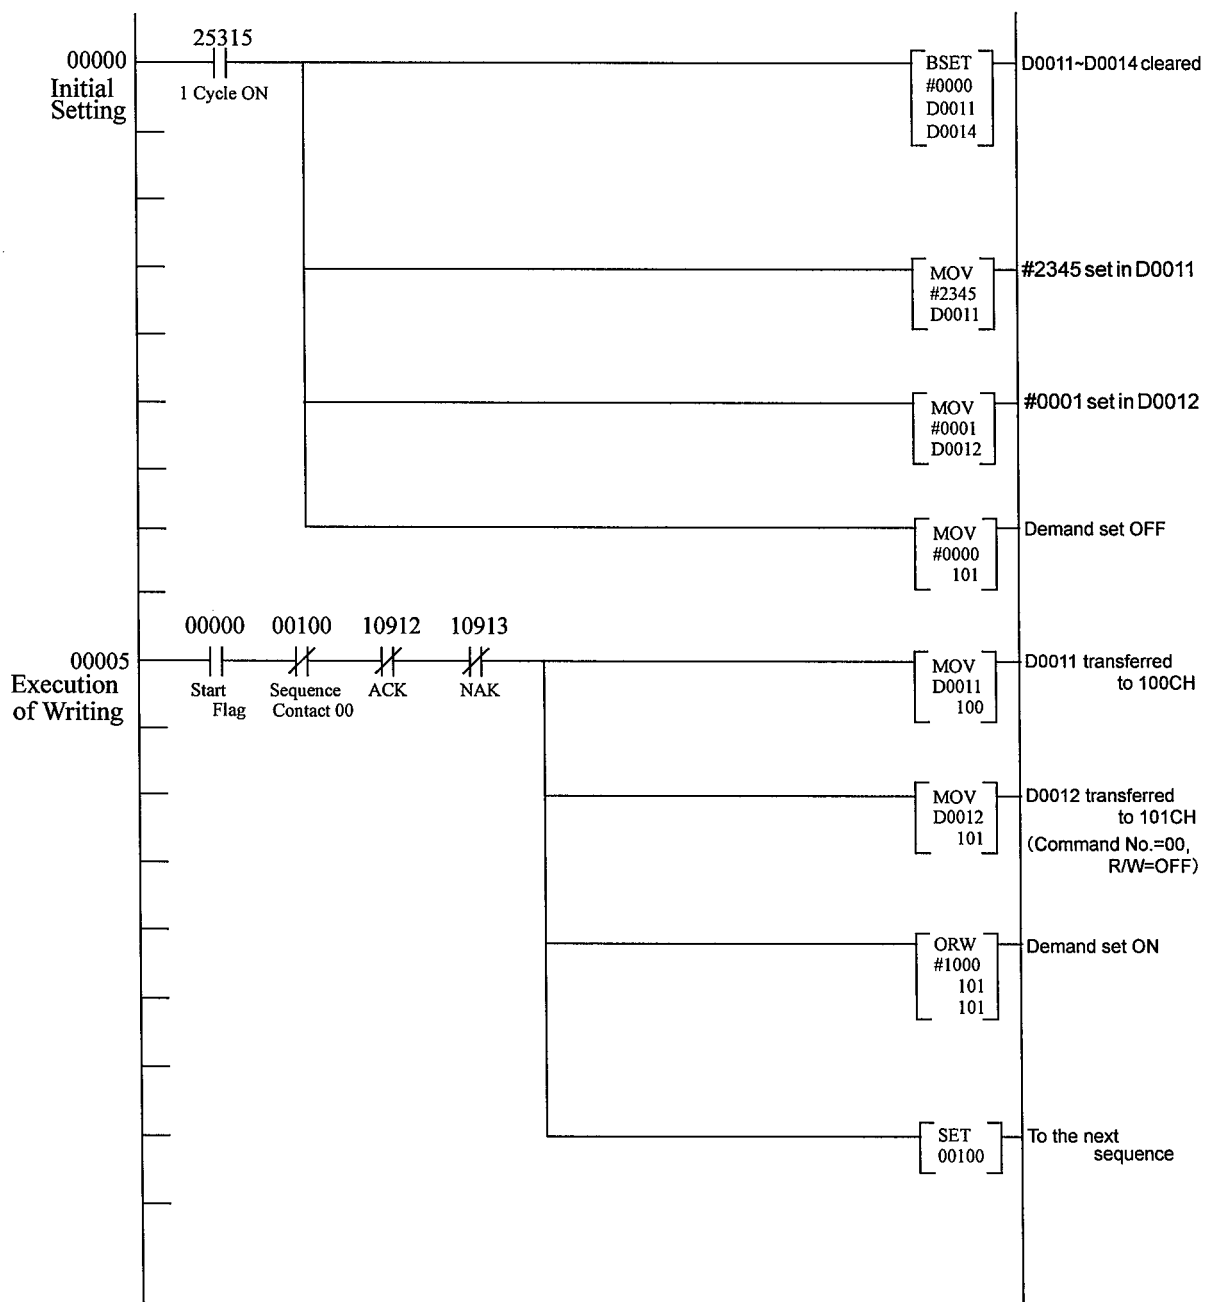 25315
00000
Initial
Setting
1 Cycle ON
BSET
#0000
D0011
D0014
D0011~D0014 cleared
MOV
#2345
D0011
#2345 set in D0011
MOV
#0001
D0012
#0001 set in D0012
MOV
#0000
101
Demand set OFF
00000 00100 10912 10913
00005
Execution
of Writing
Start
Flag
Sequence
Contact 00
ACK
NAK
MOV
D0011
100
D0011 transferred
to 100CH
MOV
D0012
101
D0012 transferred
to 101CH
(Command No.=00,
R/W=OFF)
ORW
#1000
101
101
Demand set ON
SET
00100
To the next
sequence